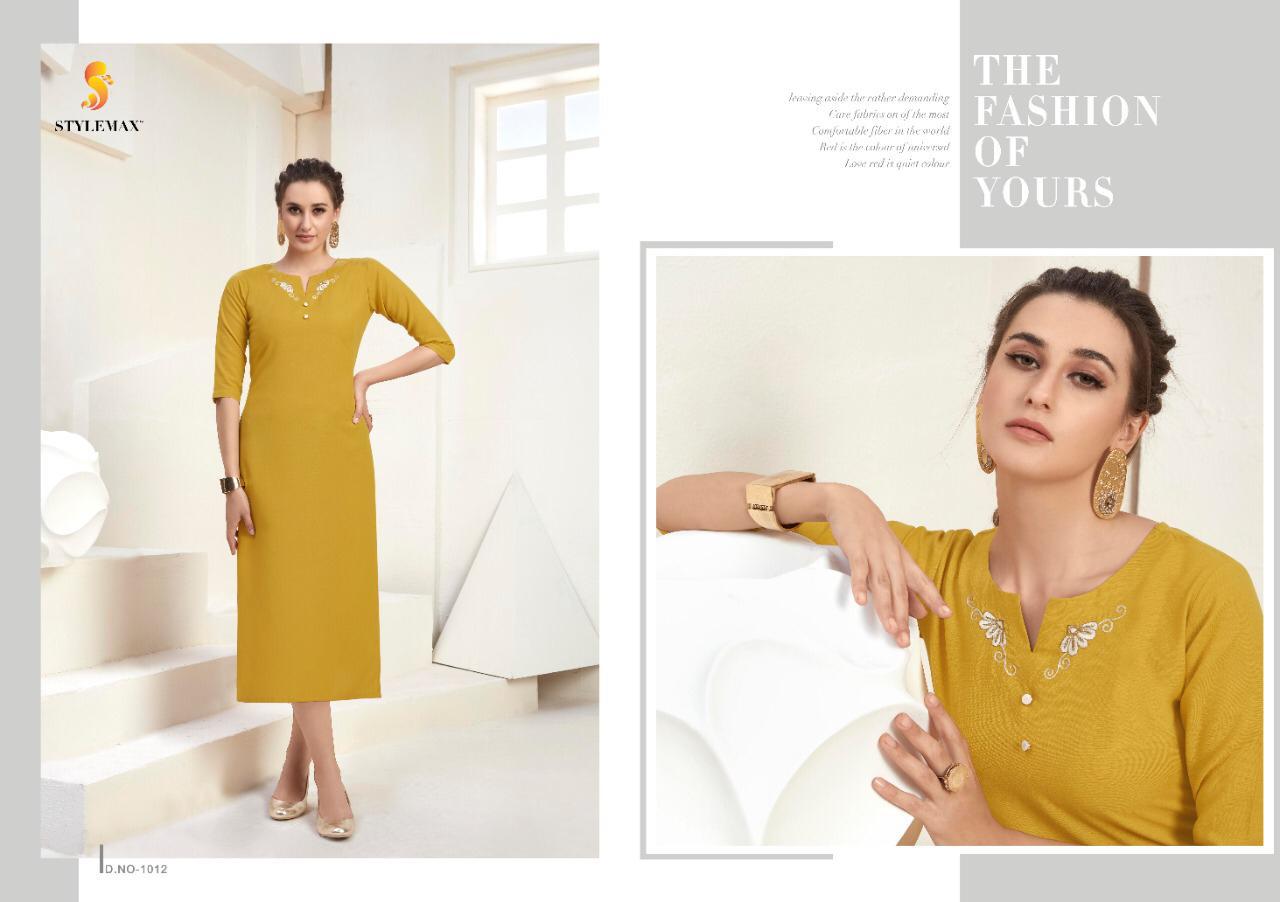 STYLEMAX™
leaving aside the rather demanding
Care fabrics on of the most
Comfortable fiber in the world
Red is the colour of universal
Love red is quiet colour
THE
FASHION
OF
YOURS
D.NO-1012